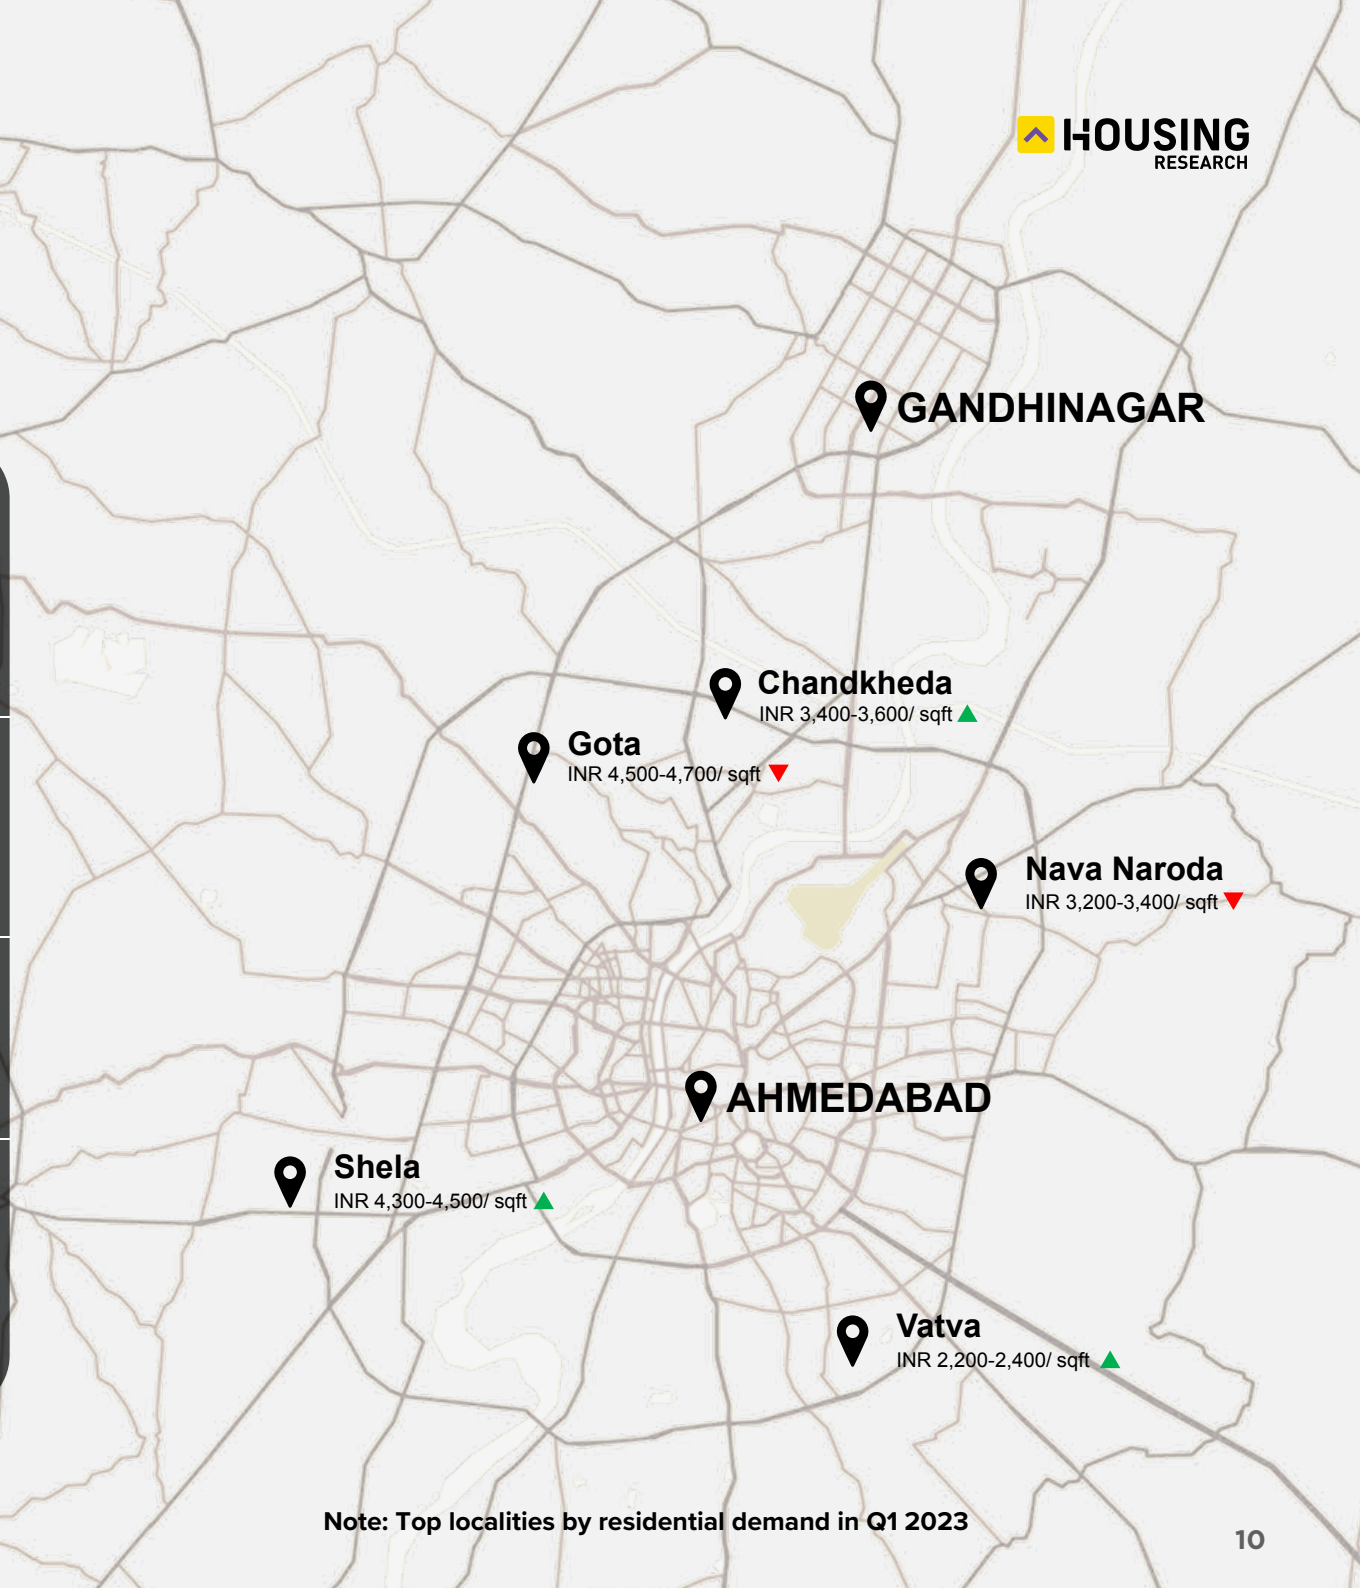 HOUSING
RESEARCH
GANDHINAGAR
Chandkheda
INR 3,400-3,600/ sqft
Gota
INR 4,500-4,700/ sqft
Nava Naroda
INR 3,200-3,400/ sqft
AHMEDABAD
Shela
INR 4,300-4,500/ sqft
Vatva
INR 2,200-2,400/ sqft
Note: Top localities by residential demand in Q1 2023
10